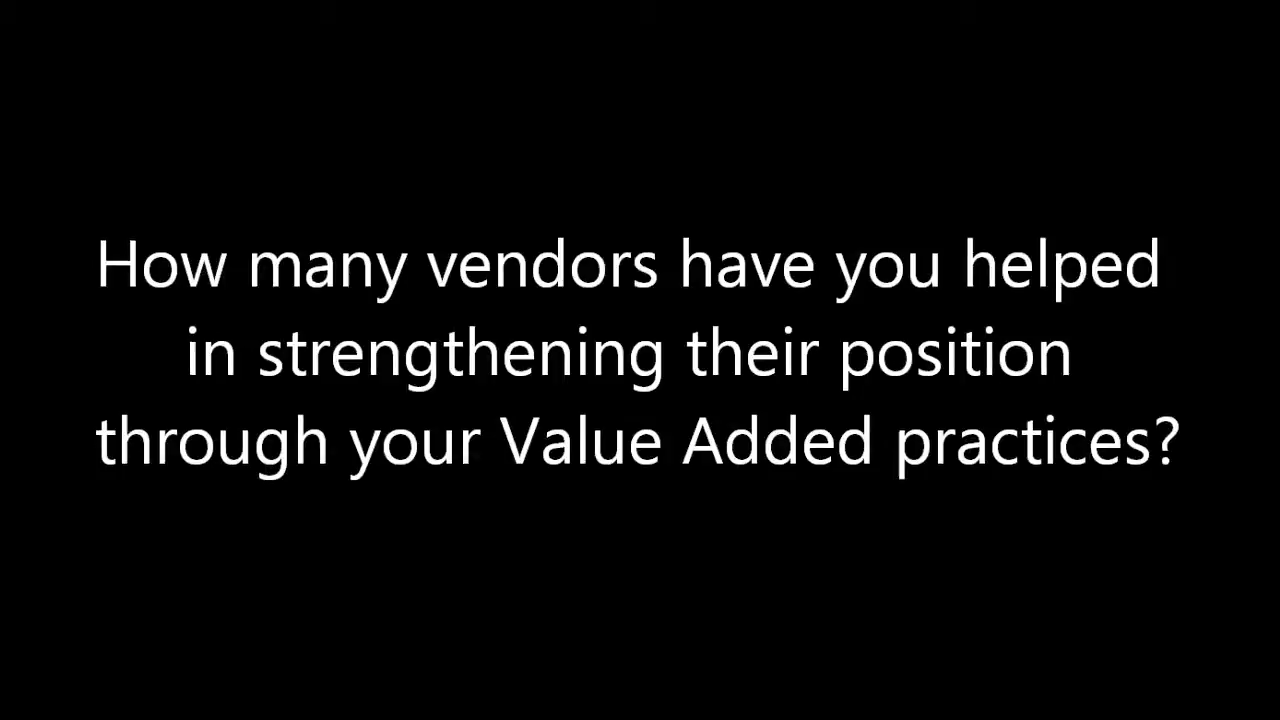 How many vendors have you helped
in strengthening their position
through your Value Added practices?